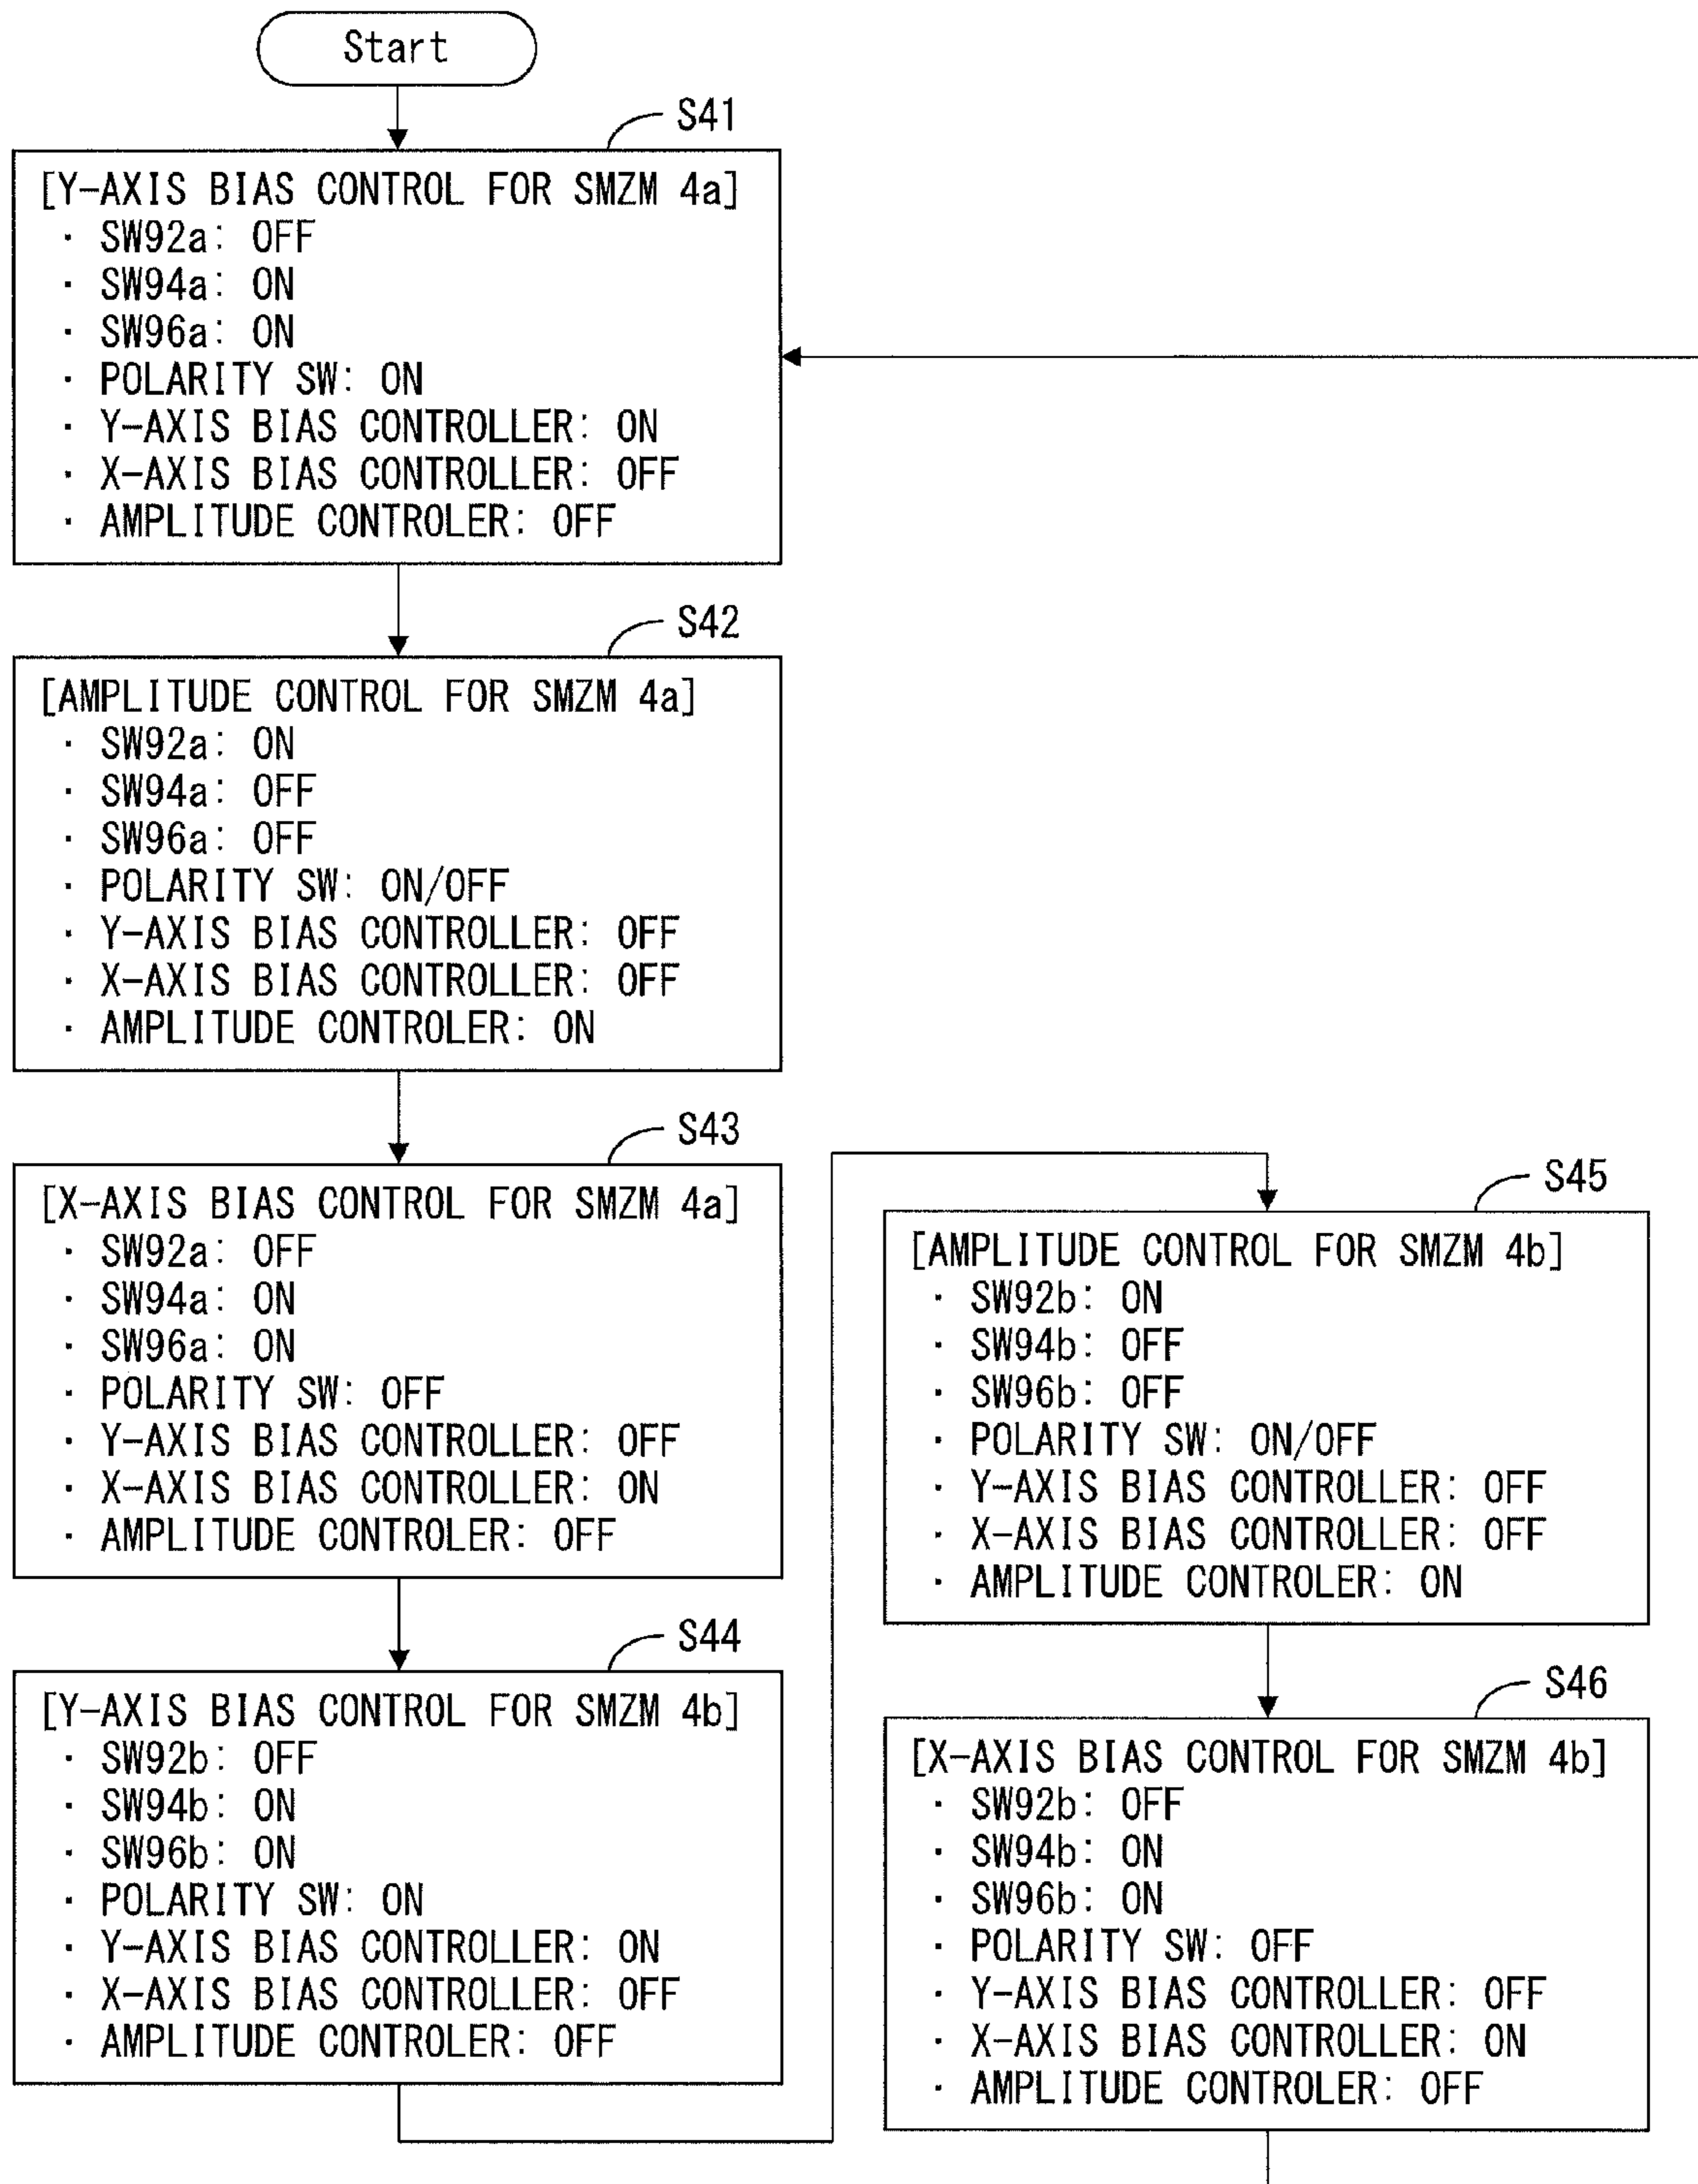 Start
S41
[Y-AXIS BIAS CONTROL FOR SMZM 4a]
· SW92a: OFF
· SW94a: ON
· SW96a: ON
· POLARITY SW: ON
· Y-AXIS BIAS CONTROLLER: ON
· X-AXIS BIAS CONTROLLER: OFF
· AMPLITUDE CONTROLER: OFF
S42
[AMPLITUDE CONTROL FOR SMZM 4a]
· SW92a: ON
· SW94a: OFF
· SW96a: OFF
· POLARITY SW: ON/OFF
· Y-AXIS BIAS CONTROLLER: OFF
· X-AXIS BIAS CONTROLLER: OFF
· AMPLITUDE CONTROLER: ON
S43
[X-AXIS BIAS CONTROL FOR SMZM 4a]
· SW92a: OFF
· SW94a: ON
· SW96a: ON
· POLARITY SW: OFF
· Y-AXIS BIAS CONTROLLER: OFF
· X-AXIS BIAS CONTROLLER: ON
· AMPLITUDE CONTROLER: OFF
S44
[Y-AXIS BIAS CONTROL FOR SMZM 4b]
· SW92b: OFF
· SW94b: ON
· SW96b: ON
· POLARITY SW: ON
· Y-AXIS BIAS CONTROLLER: ON
· X-AXIS BIAS CONTROLLER: OFF
· AMPLITUDE CONTROLER: OFF
S45
[AMPLITUDE CONTROL FOR SMZM 4b]
· SW92b: ON
· SW94b: OFF
· SW96b: OFF
· POLARITY SW: ON/OFF
· Y-AXIS BIAS CONTROLLER: OFF
· X-AXIS BIAS CONTROLLER: OFF
· AMPLITUDE CONTROLER: ON
S46
[X-AXIS BIAS CONTROL FOR SMZM 4b]
· SW92b: OFF
· SW94b: ON
· SW96b: ON
· POLARITY SW: OFF
· Y-AXIS BIAS CONTROLLER: OFF
· X-AXIS BIAS CONTROLLER: ON
· AMPLITUDE CONTROLER: OFF